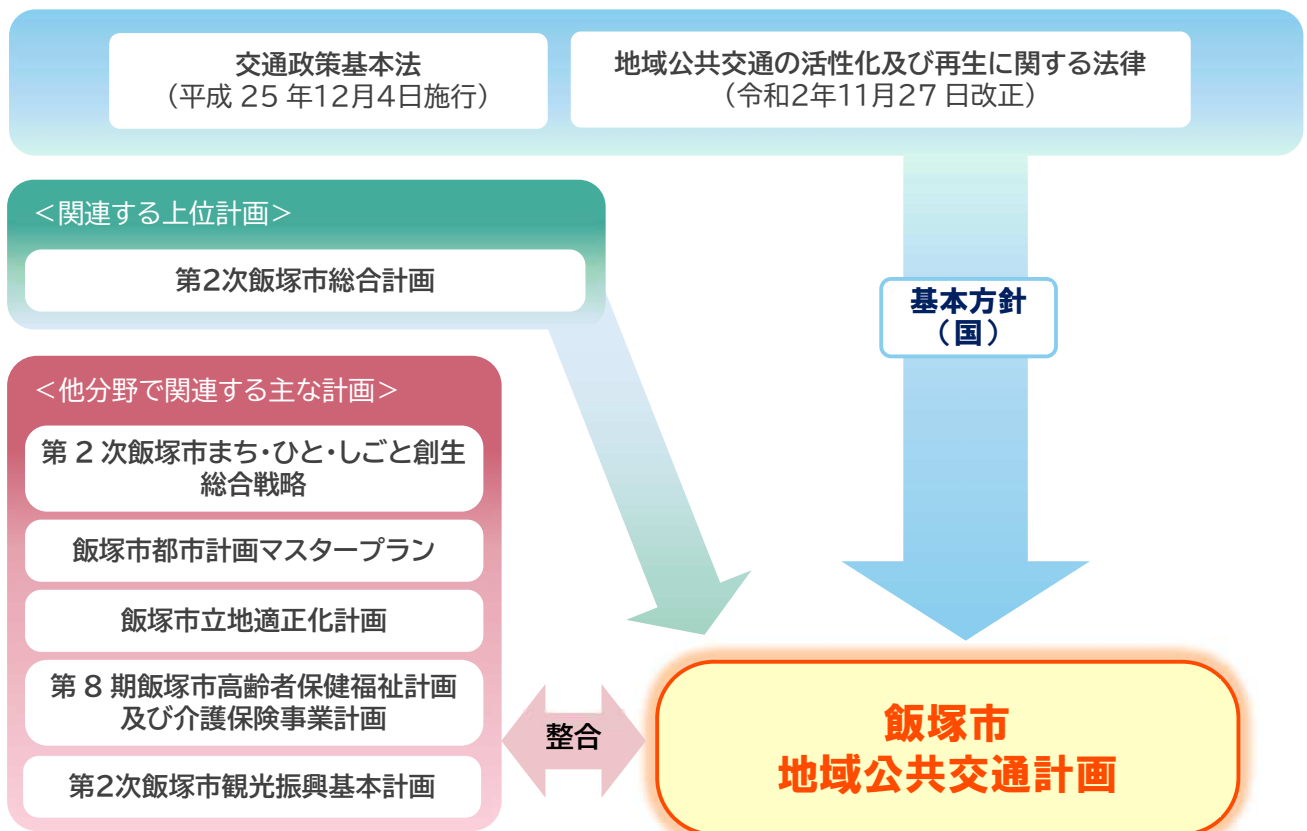 交通政策基本法
（平成 25 年12月4日施行）
地域公共交通の活性化及び再生に関する法律
（令和2年11月27 日改正）
＜関連する上位計画＞
第2次飯塚市総合計画
基本方針
（国）
＜他分野で関連する主な計画＞
第 2 次飯塚市まち・ひと・しごと創生
総合戦略
飯塚市都市計画マスタープラン
飯塚市立地適正化計画
第 8 期飯塚市高齢者保健福祉計画
及び介護保険事業計画
第2次飯塚市観光振興基本計画
整合
飯塚市
地域公共交通計画